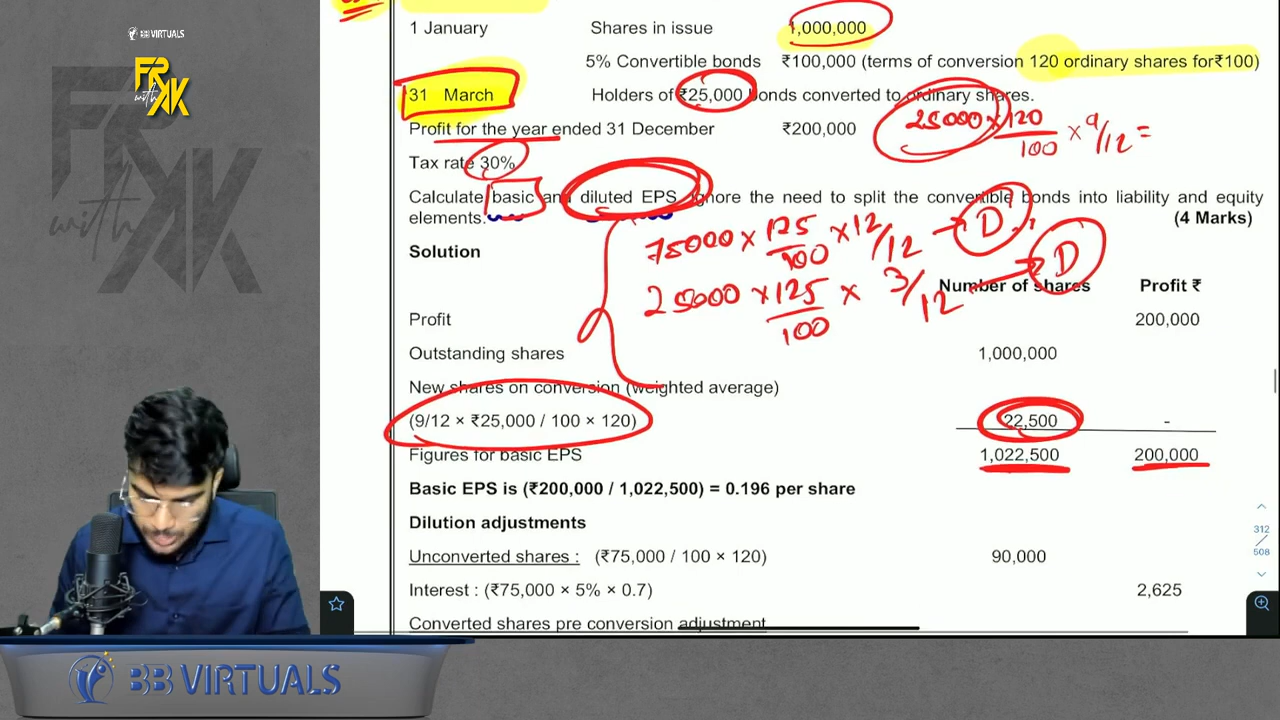 BB VIRTUALS
FR
with
AK
FR
with
AK
1 January Shares in issue 1,000,000
5% Convertible bonds ₹100,000 (terms of conversion 120 ordinary shares for₹100)
31 March Holders of ₹25,000 bonds converted to ordinary shares.
25000 × 120/100 × 9/12 =
Profit for the year ended 31 December ₹200,000
Tax rate 30%
Calculate basic and diluted EPS. Ignore the need to split the convertible bonds into liability and equity
elements. (4 Marks)
75000 × 125/100 × 12/12 → D
Solution
25000 × 125/100 × 3/12 → D
Number of shares Profit ₹
Profit 200,000
Outstanding shares 1,000,000
New shares on conversion (weighted average)
(9/12 × ₹25,000 / 100 × 120) 22,500 -
Figures for basic EPS 1,022,500 200,000
Basic EPS is (₹200,000 / 1,022,500) = 0.196 per share
Dilution adjustments
Unconverted shares : (₹75,000 / 100 × 120) 90,000
Interest : (₹75,000 × 5% × 0.7) 2,625
Converted shares pre conversion adjustment
312
508
BB VIRTUALS